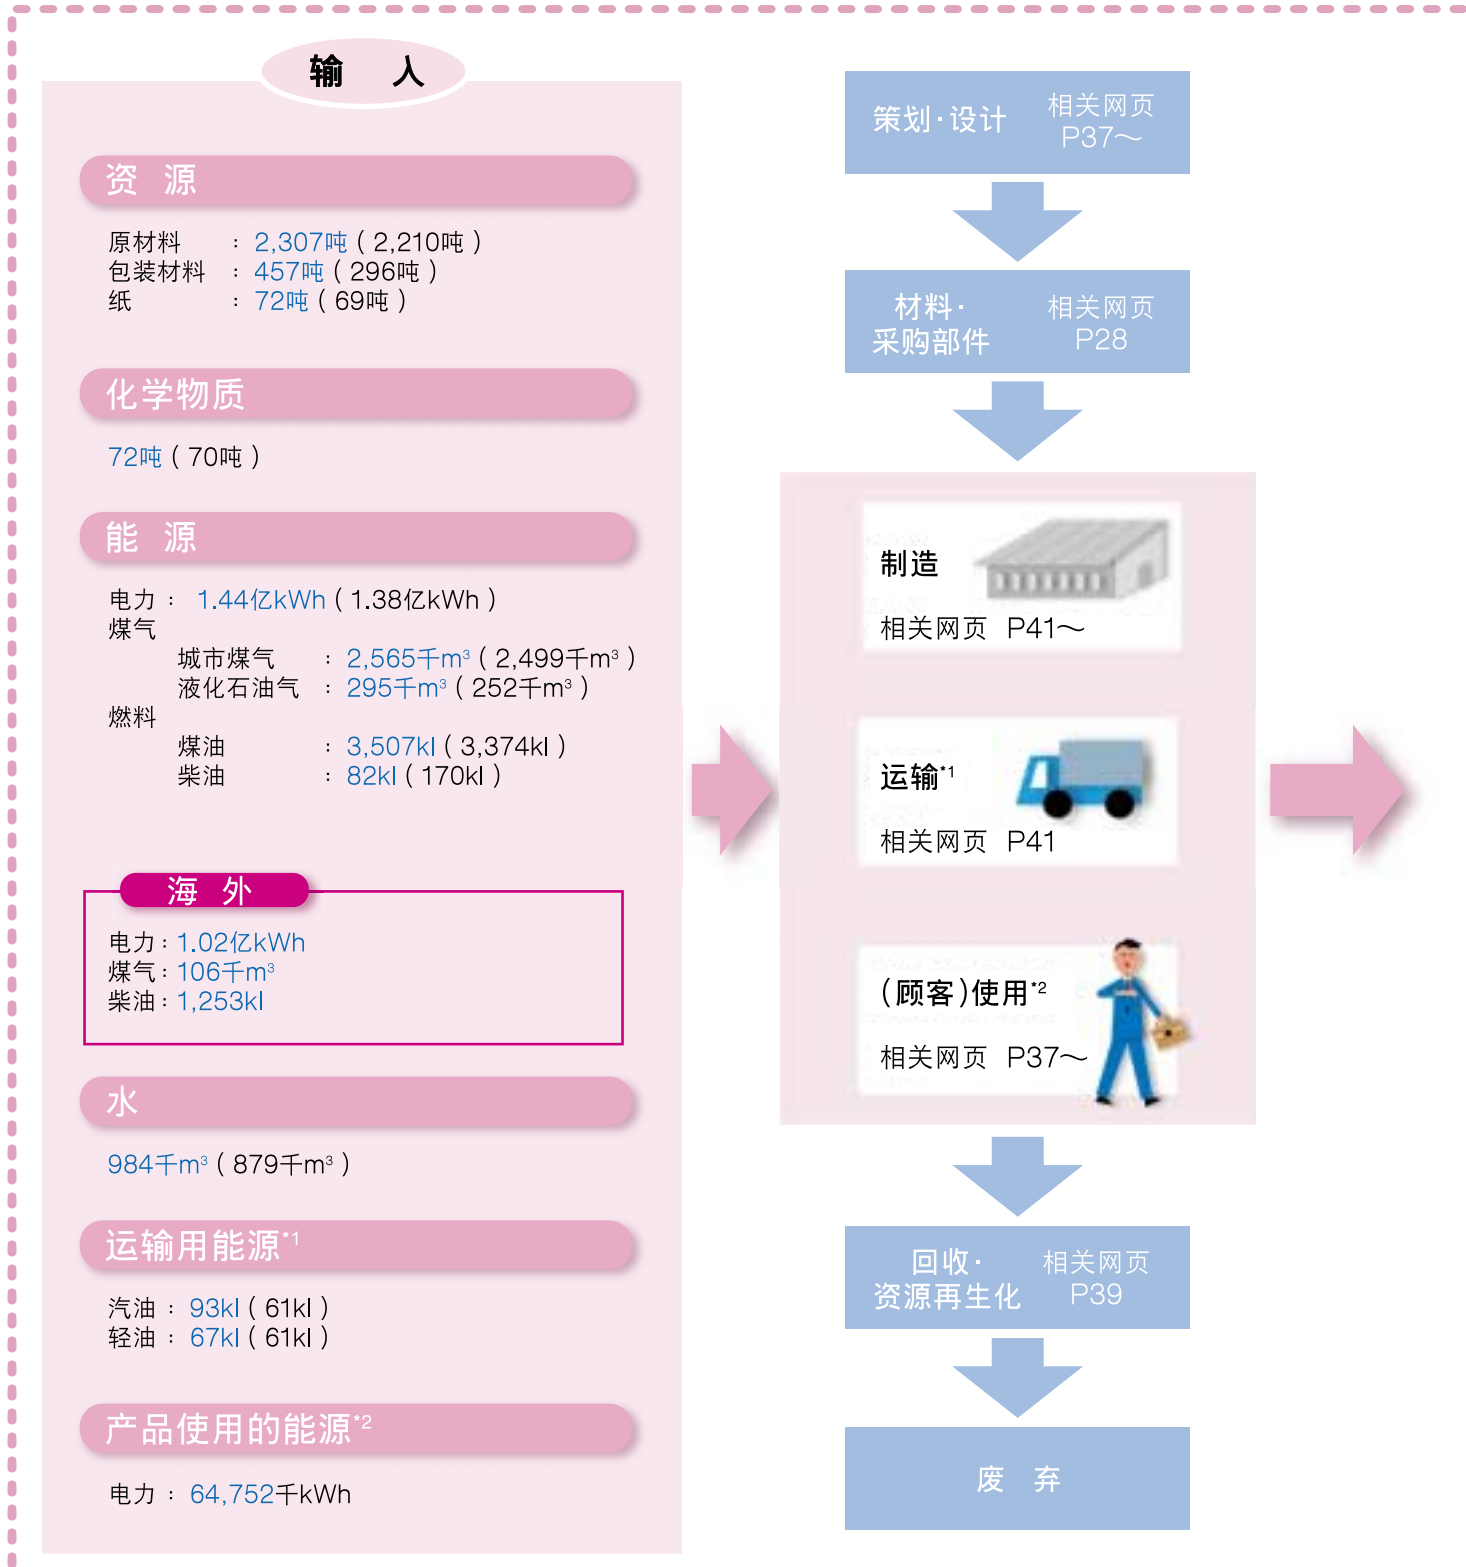 输 入
资 源
原材料 : 2,307吨 ( 2,210吨 )
包装材料 : 457吨 ( 296吨 )
纸 : 72吨 ( 69吨 )
化学物质
72吨 ( 70吨 )
能 源
电力 : 1.44亿kWh ( 1.38亿kWh )
煤气
城市煤气 : 2,565千m³ ( 2,499千m³ )
液化石油气 : 295千m³ ( 252千m³ )
燃料
煤油 : 3,507kl ( 3,374kl )
柴油 : 82kl ( 170kl )
海 外
电力 : 1.02亿kWh
煤气 : 106千m³
柴油 : 1,253kl
水
984千m³ ( 879千m³ )
运输用能源*1
汽油 : 93kl ( 61kl )
轻油 : 67kl ( 61kl )
产品使用的能源*2
电力 : 64,752千kWh
策划·设计
相关网页
P37～
材料·
采购部件
相关网页
P28
制造
相关网页 P41～
运输*1
相关网页 P41
(顾客)使用*2
相关网页 P37～
回收·
资源再生化
相关网页
P39
废 弃